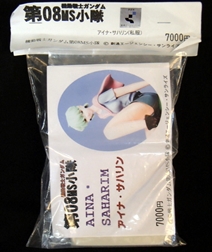 機動戦士ガンダム
第08MS小隊
アイナ・サハリン(私服)
7000円
機動戦士ガンダム
第08MS小隊
AINA・
SAHARIM
アイナ・サハリン
7000円